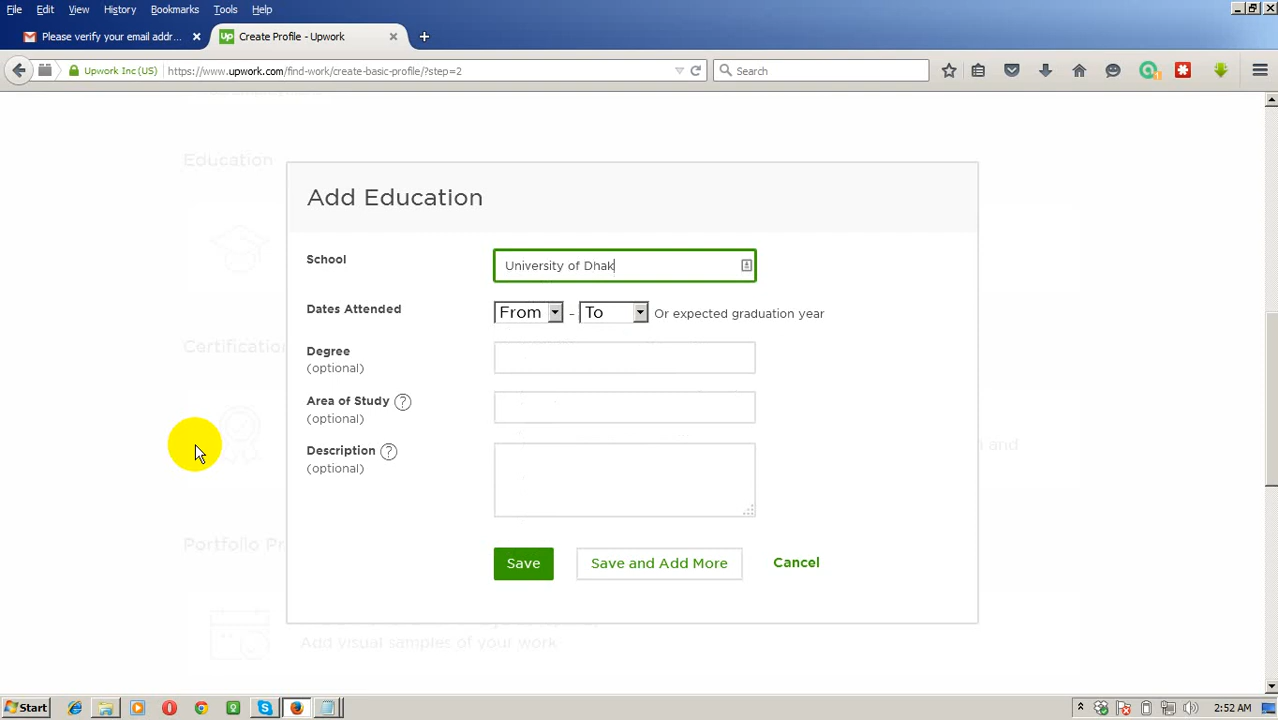 File Edit View History Bookmarks Tools Help
Please verify your email addr...
Up Create Profile - Upwork
Upwork Inc (US) https://www.upwork.com/find-work/create-basic-profile/?step=2
Search
Education
Add Education
School University of Dhak
Dates Attended From - To Or expected graduation year
Degree
(optional)
Area of Study ?
(optional)
Certification
and
Description ?
(optional)
Portfolio Pr
Save Save and Add More Cancel
Add visual samples of your work
Start 2:52 AM